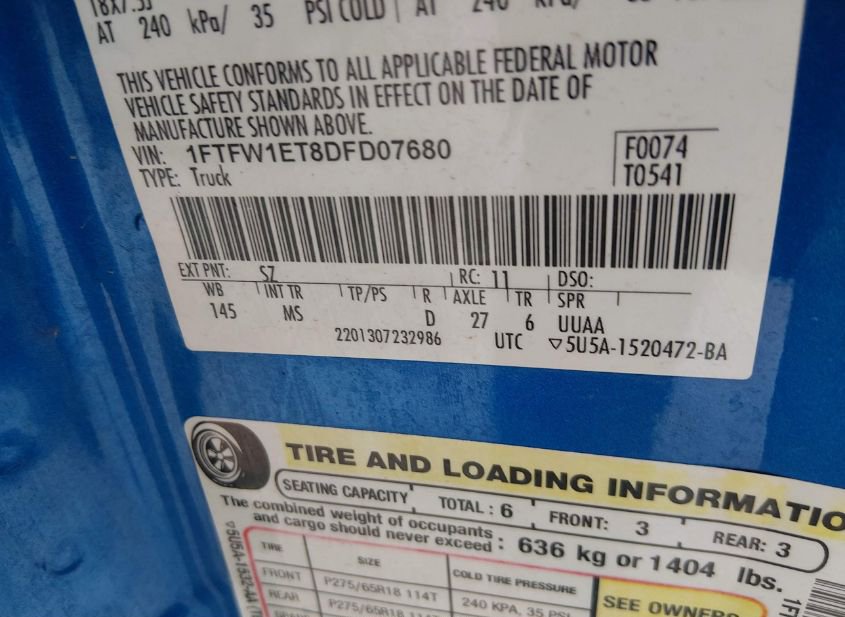 AT 240 kPa/ 35 PSI COLD AT 240
THIS VEHICLE CONFORMS TO ALL APPLICABLE FEDERAL MOTOR
VEHICLE SAFETY STANDARDS IN EFFECT ON THE DATE OF
MANUFACTURE SHOWN ABOVE.
VIN: 1FTFW1ET8DFD07680
TYPE: Truck
F0074
T0541
EXT PNT: SZ RC: 11 DSO:
WB INT TR TP/PS R AXLE TR SPR
145 MS D 27 6 UUAA
2201307232986 UTC ▽5U5A-1520472-BA
TIRE AND LOADING INFORMATIO
SEATING CAPACITY TOTAL : 6 FRONT: 3 REAR: 3
The combined weight of occupants
and cargo should never exceed : 636 kg or 1404 lbs.
TIRE SIZE COLD TIRE PRESSURE
FRONT P275/65R18 114T 240 KPA, 35 PSI
REAR P275/65R18
SEE OWNERS